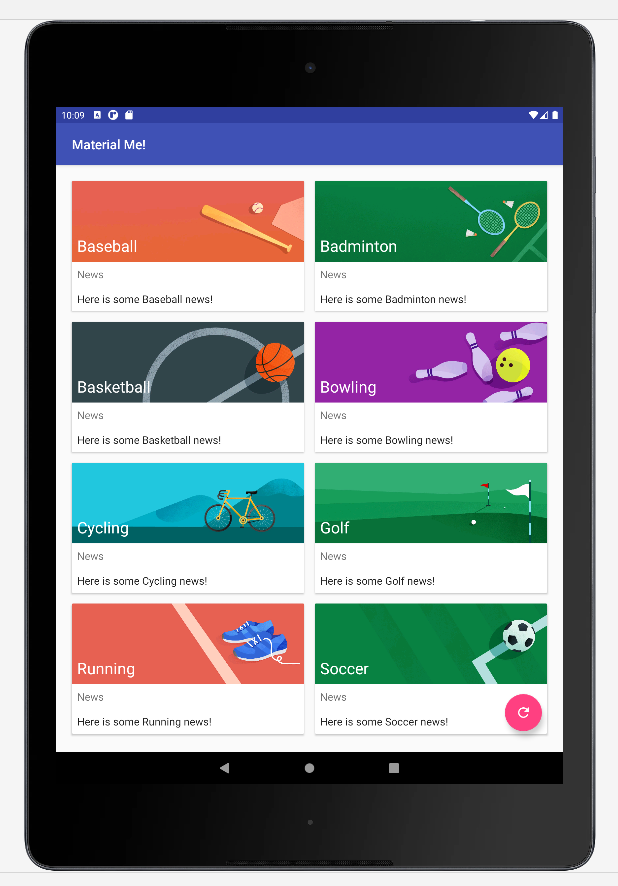 10:09
Material Me!
Baseball
News
Here is some Baseball news!
Badminton
News
Here is some Badminton news!
Basketball
News
Here is some Basketball news!
Bowling
News
Here is some Bowling news!
Cycling
News
Here is some Cycling news!
Golf
News
Here is some Golf news!
Running
News
Here is some Running news!
Soccer
News
Here is some Soccer news!